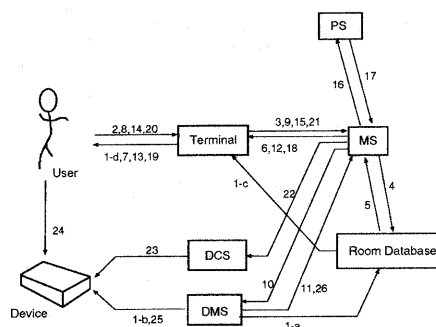 PS
16
17
2,8,14,20
3,9,15,21
Terminal
MS
1-d,7,13,19
6,12,18
User
1-c
22
5
4
24
23
DCS
10
11,26
Room Database
Device
1-b,25
DMS
1-a